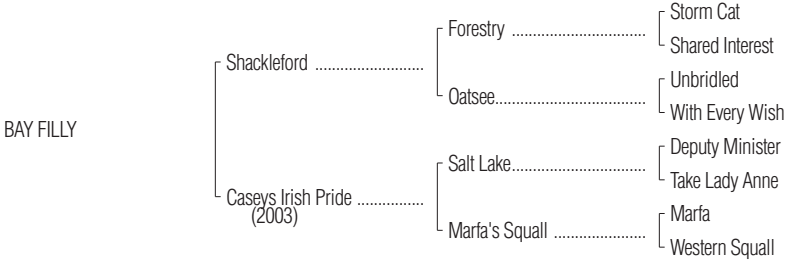 Storm Cat
Forestry ................................
Shared Interest
Shackleford ..........................
Unbridled
Oatsee....................................
With Every Wish
BAY FILLY
Deputy Minister
Salt Lake................................
Take Lady Anne
Caseys Irish Pride ................
(2003)
Marfa
Marfa's Squall ......................
Western Squall